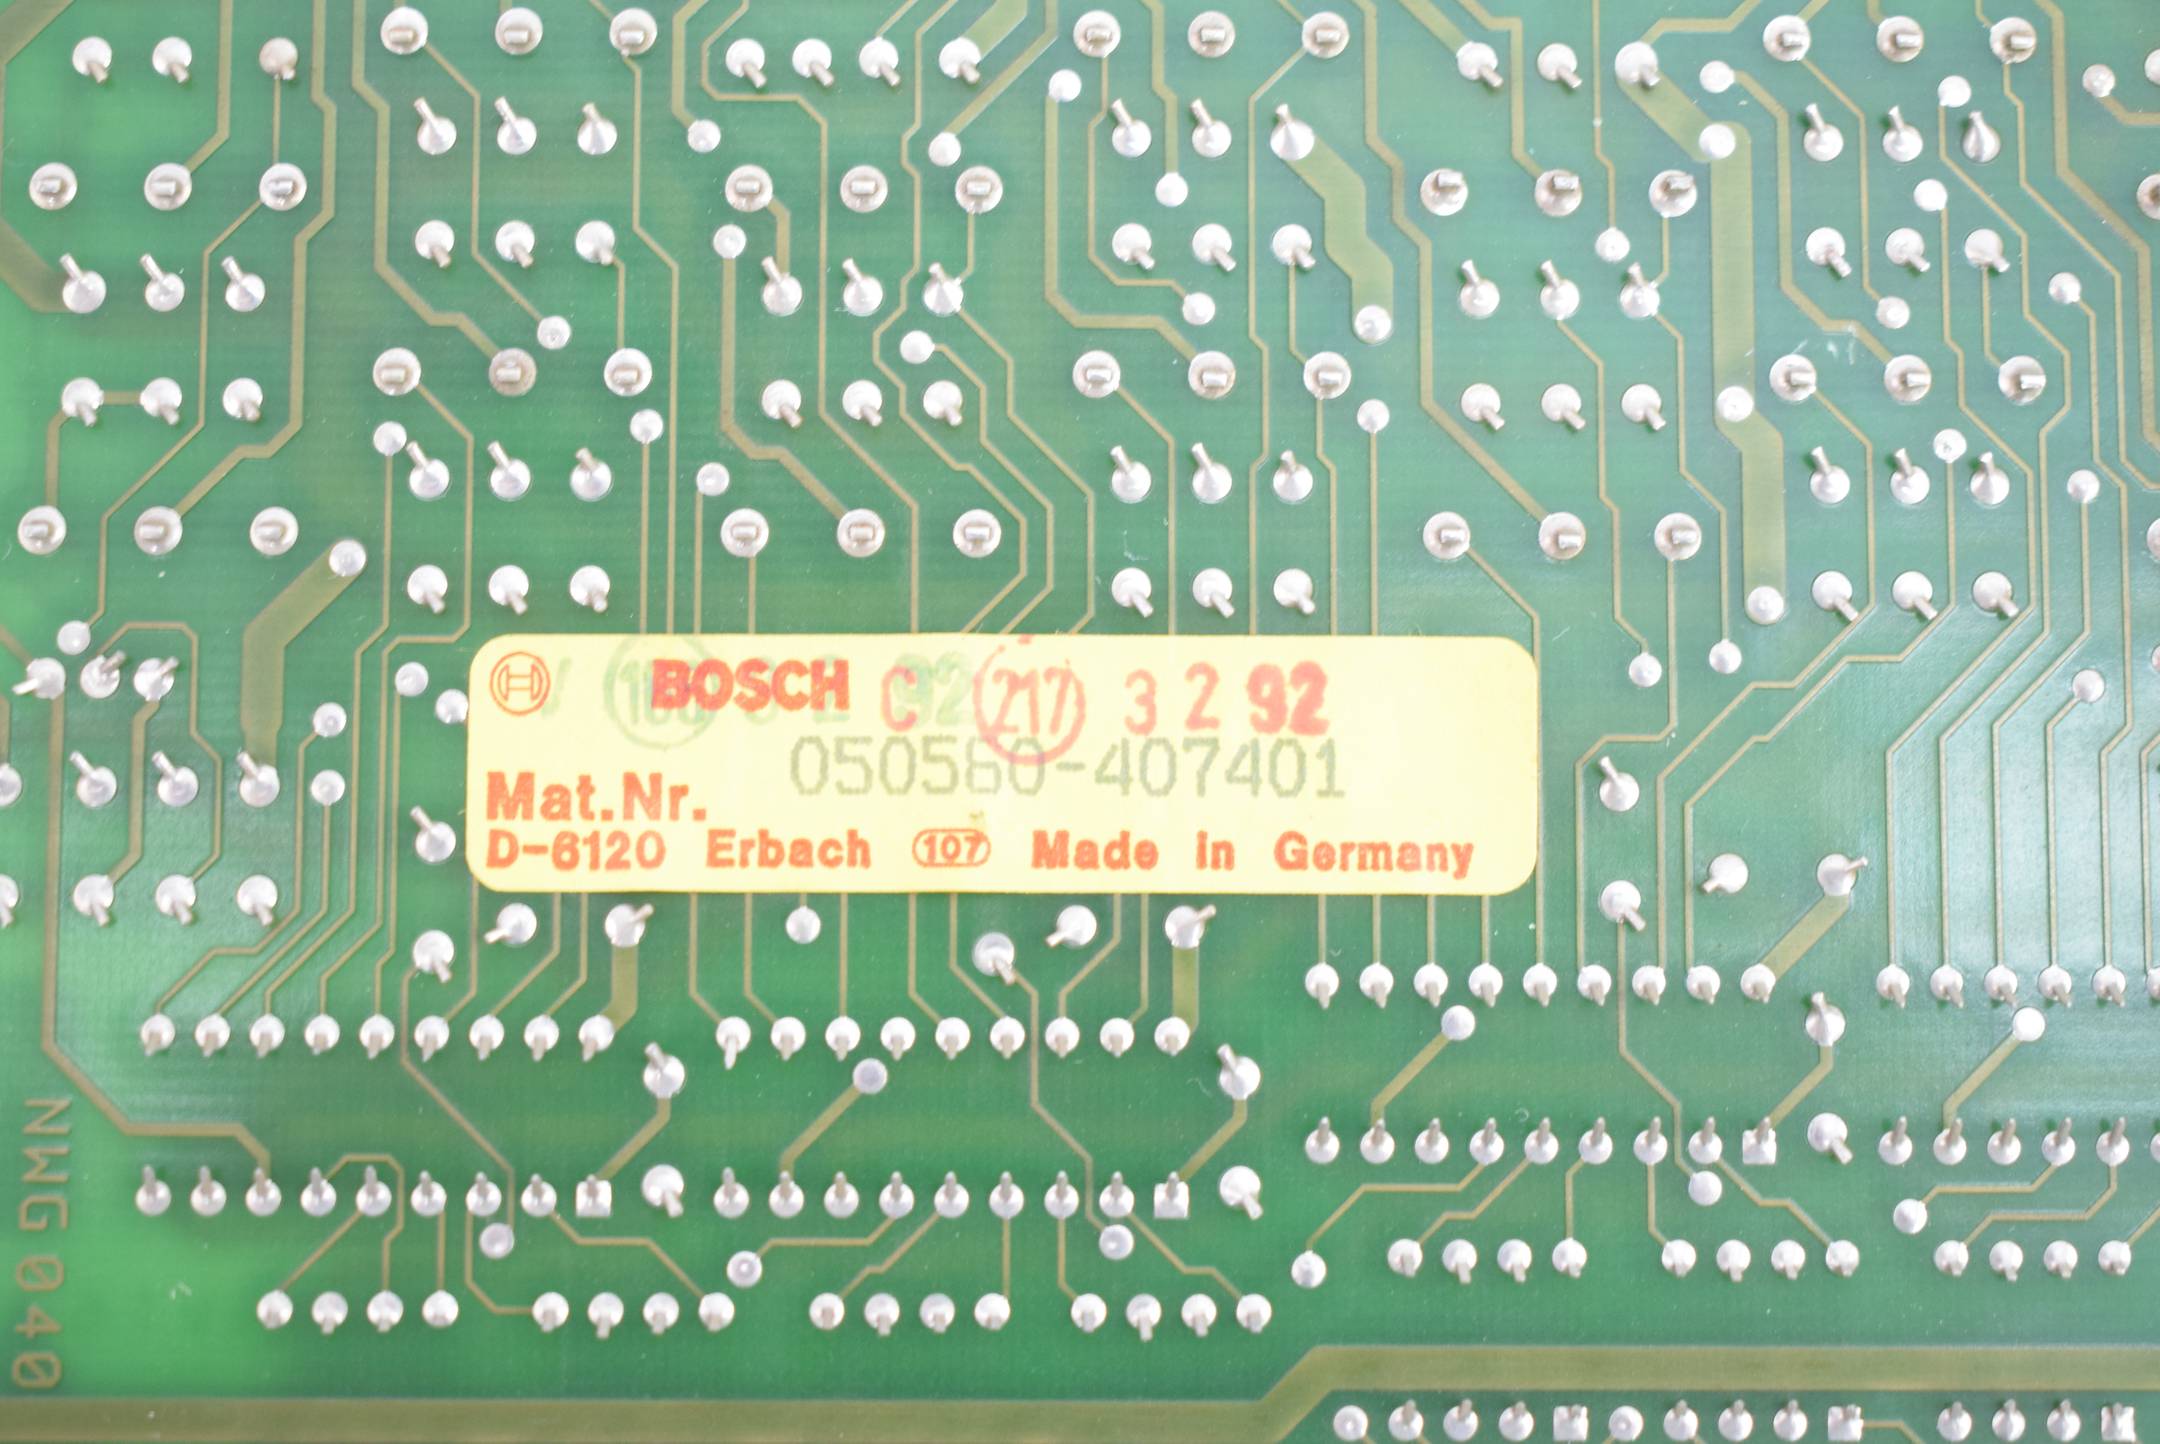 BOSCH C 217 3 2 92
050560-407401
Mat.Nr.
D-6120 Erbach 107 Made in Germany
NWG 040